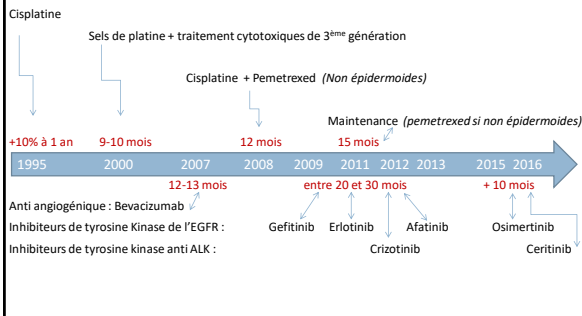 Cisplatine
Sels de platine + traitement cytotoxiques de 3ème génération
Cisplatine + Pemetrexed (Non épidermoides)
Maintenance (pemetrexed si non épidermoides)
+10% à 1 an 9-10 mois 12 mois 15 mois
1995 2000 2007 2008 2009 2011 2012 2013 2015 2016
12-13 mois entre 20 et 30 mois + 10 mois
Anti angiogénique : Bevacizumab
Inhibiteurs de tyrosine Kinase de l'EGFR : Gefitinib Erlotinib Afatinib Osimertinib
Inhibiteurs de tyrosine kinase anti ALK : Crizotinib Ceritinib